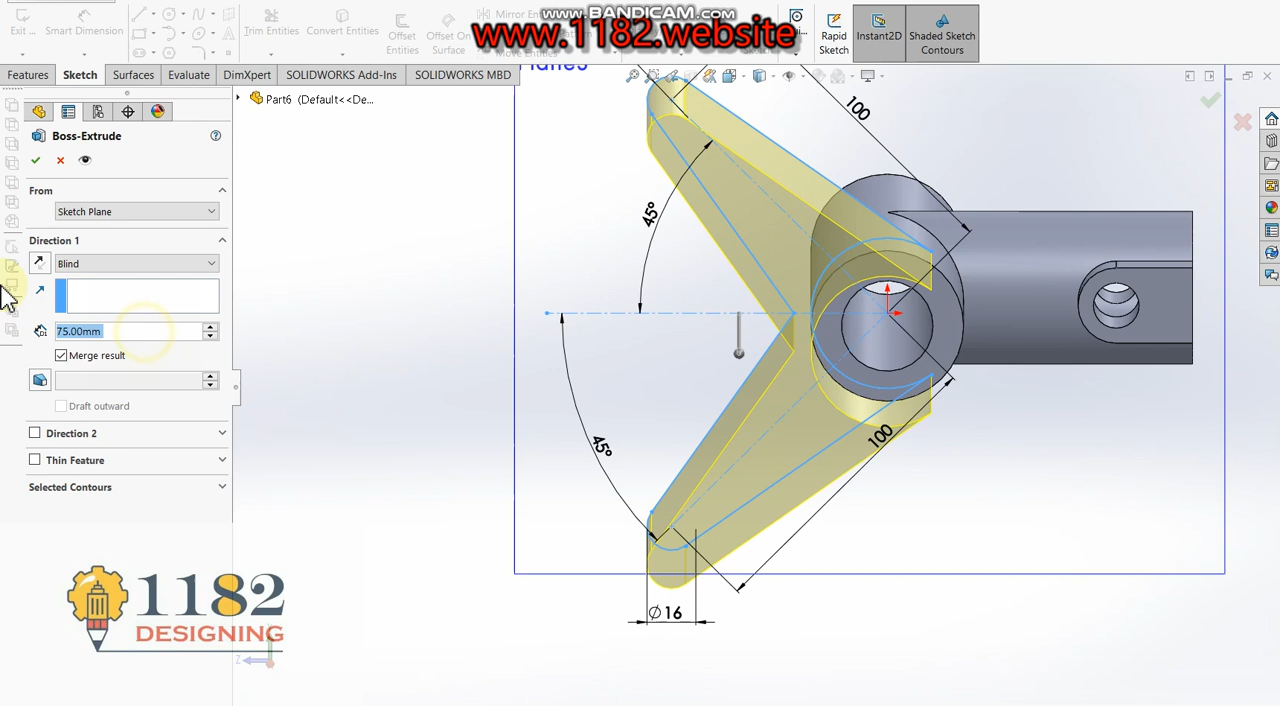 www.BANDICAM.com
www.1182.website
Exit ...
Smart Dimension
Trim Entities
Convert Entities
Offset
Entities
Offset On
Surface
Mirror Entities
Move Entities
Rapid
Sketch
Instant2D
Shaded Sketch
Contours
Features
Sketch
Surfaces
Evaluate
DimXpert
SOLIDWORKS Add-Ins
SOLIDWORKS MBD
Part6 (Default<<De...
Boss-Extrude
From
Sketch Plane
Direction 1
Blind
75.00mm
Merge result
Draft outward
Direction 2
Thin Feature
Selected Contours
100
45°
45°
100
Ø16
Z
1182
DESIGNING